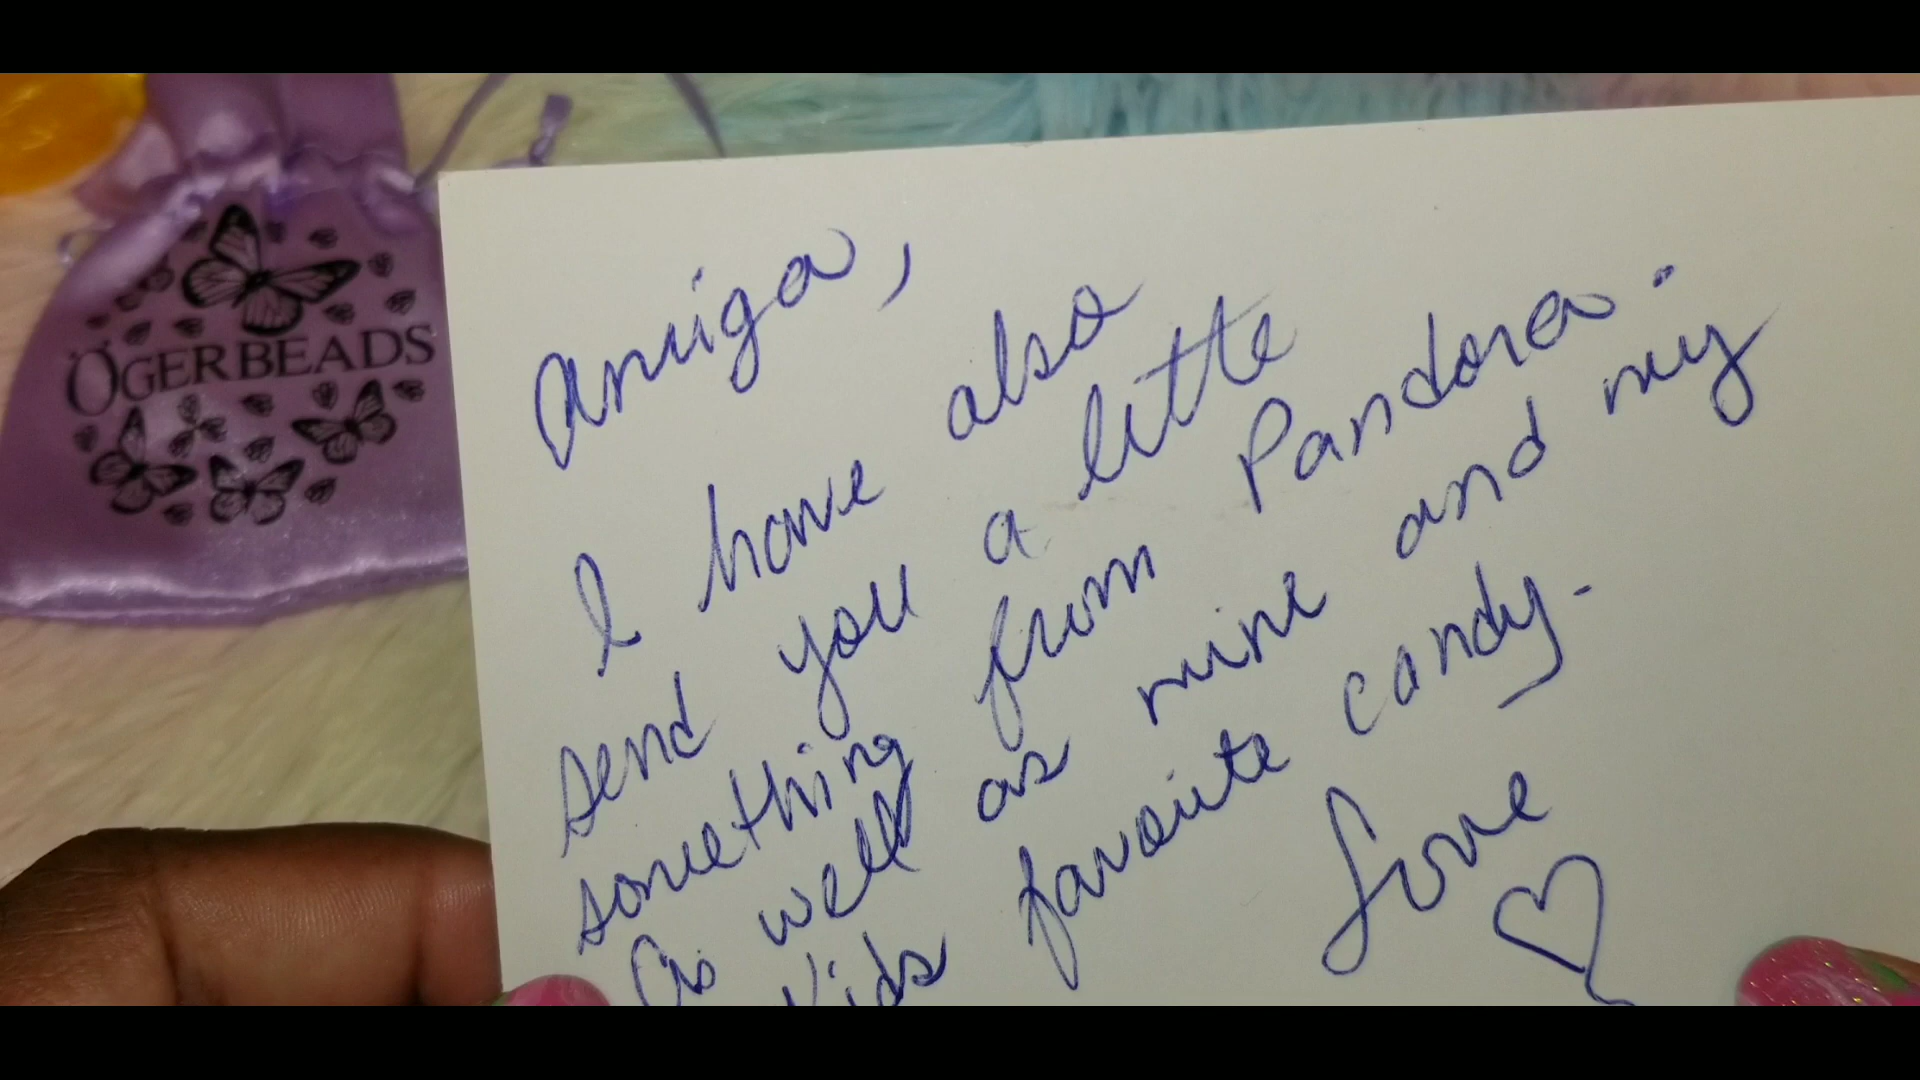 ÖGERBEADS
amiga,
I have also
send you a little
something from Pandora.
As well as mine and my
kids favorite candy.
Love